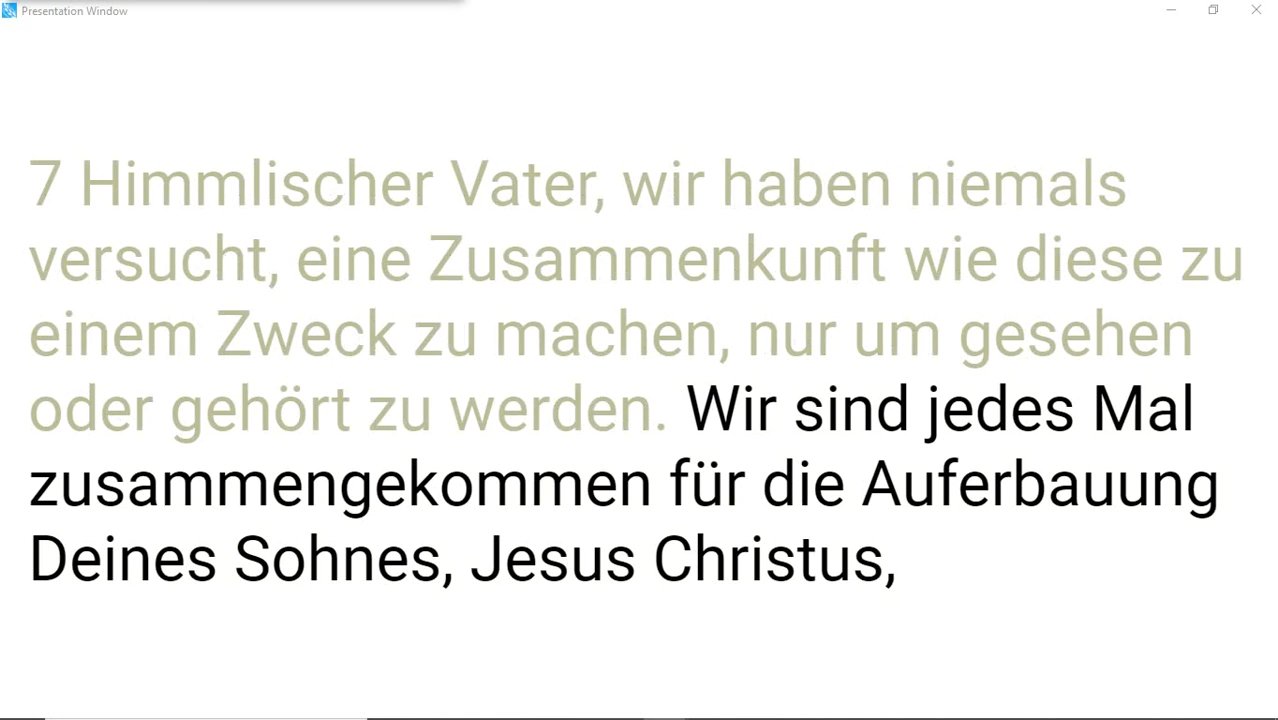 Presentation Window
7 Himmlischer Vater, wir haben niemals
versucht, eine Zusammenkunft wie diese zu
einem Zweck zu machen, nur um gesehen
oder gehört zu werden. Wir sind jedes Mal
zusammengekommen für die Auferbauung
Deines Sohnes, Jesus Christus,